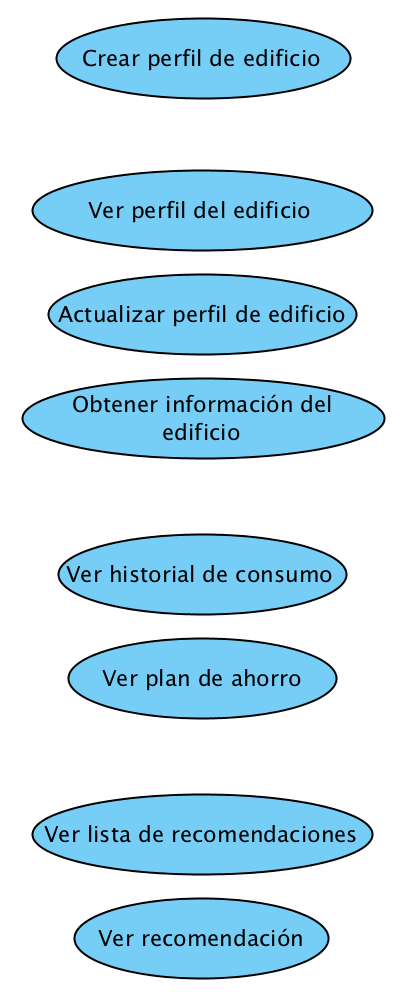 Crear perfil de edificio
Ver perfil del edificio
Actualizar perfil de edificio
Obtener información del
edificio
Ver historial de consumo
Ver plan de ahorro
Ver lista de recomendaciones
Ver recomendación